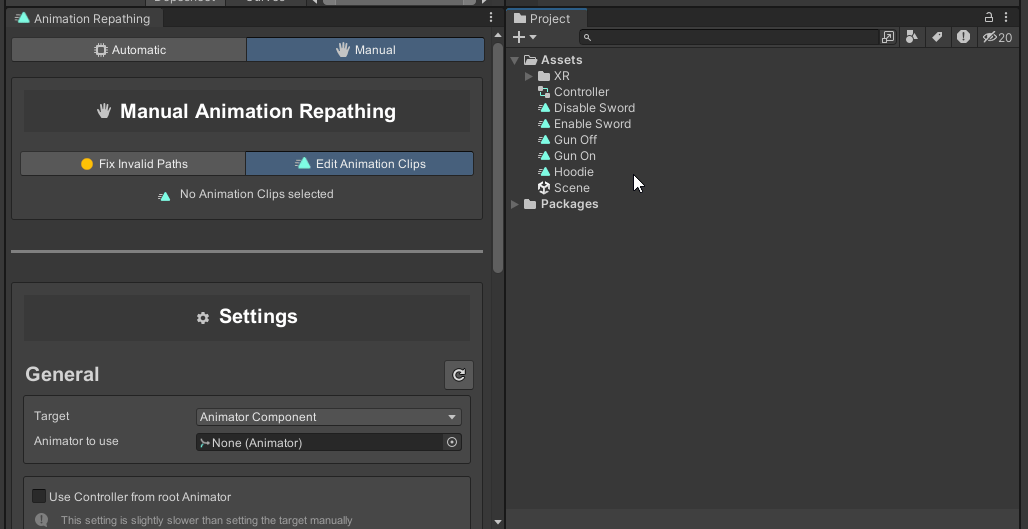 Dopesheet
Curves
Animation Repathing
Automatic
Manual
Manual Animation Repathing
Fix Invalid Paths
Edit Animation Clips
No Animation Clips selected
Settings
General
Target
Animator Component
Animator to use
None (Animator)
Use Controller from root Animator
This setting is slightly slower than setting the target manually
Project
20
Assets
XR
Controller
Disable Sword
Enable Sword
Gun Off
Gun On
Hoodie
Scene
Packages